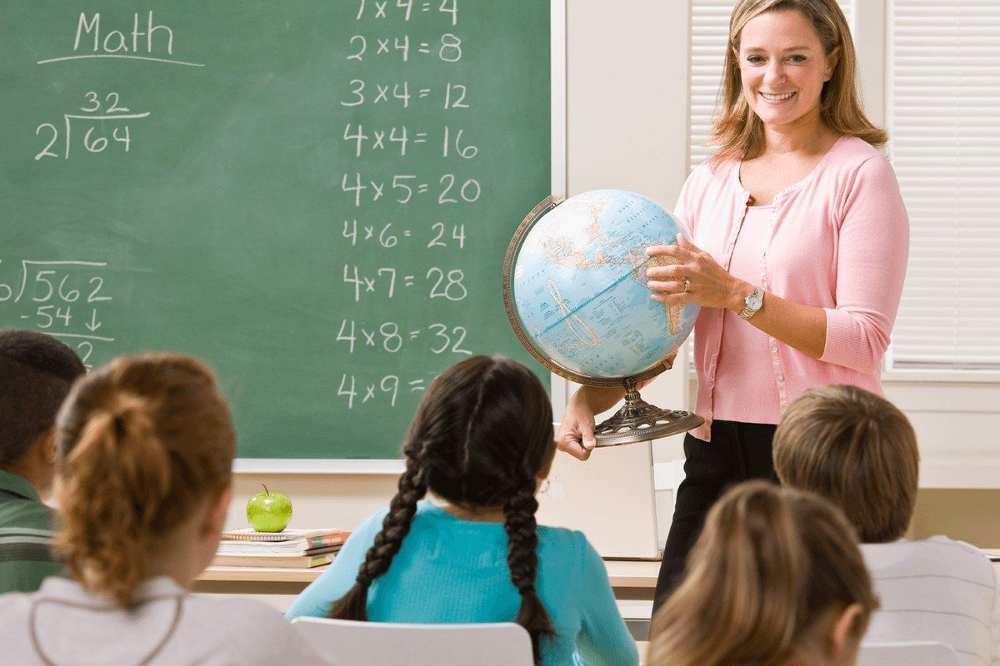 Math
32
2)64
)562
-54↓
2
1x4=4
2x4=8
3x4=12
4x4=16
4x5=20
4x6=24
4x7=28
4x8=32
4x9=